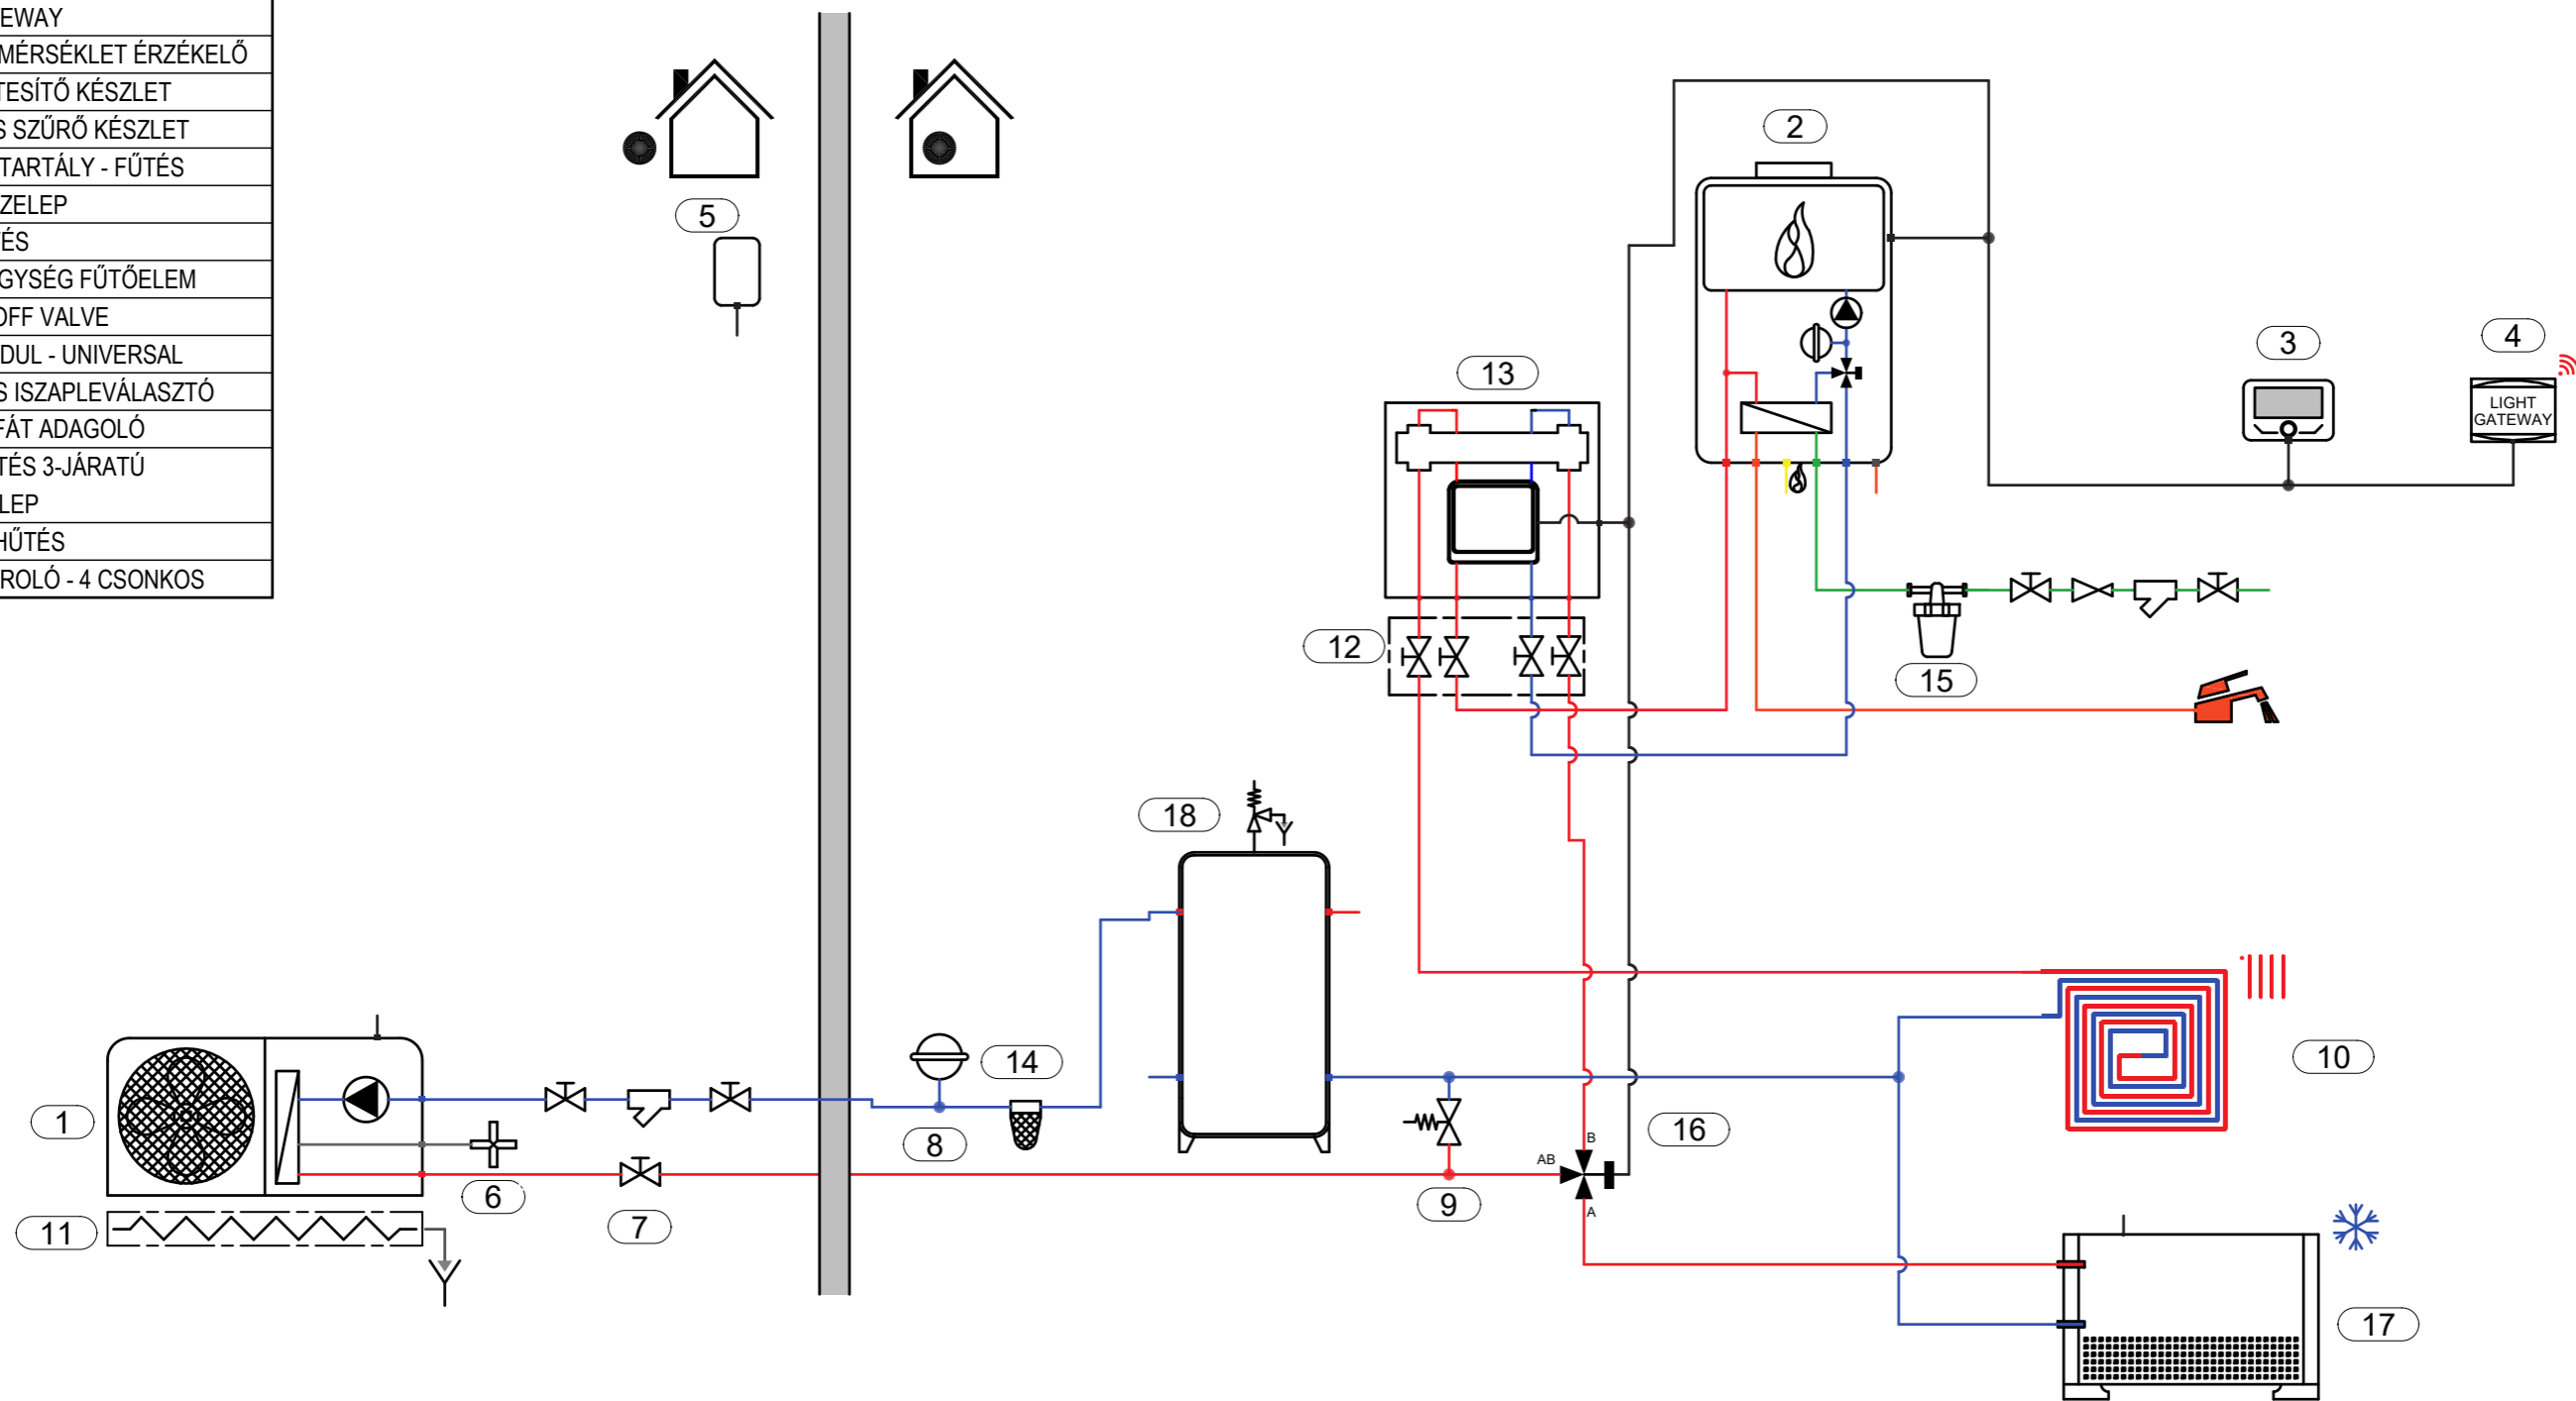 EWAY
MÉRSÉKLET ÉRZÉKELŐ
TESÍTŐ KÉSZLET
S SZŰRŐ KÉSZLET
TARTÁLY - FŰTÉS
ZELEP
TÉS
GYSÉG FŰTŐELEM
OFF VALVE
DUL - UNIVERSAL
S ISZAPLEVÁLASZTÓ
FÁT ADAGOLÓ
TÉS 3-JÁRATÚ
LEP
HŰTÉS
ROLÓ - 4 CSONKOS
2
5
3
4
LIGHT
GATEWAY
13
12
15
18
14
10
1
8
16
B
AB
A
6
9
7
11
17